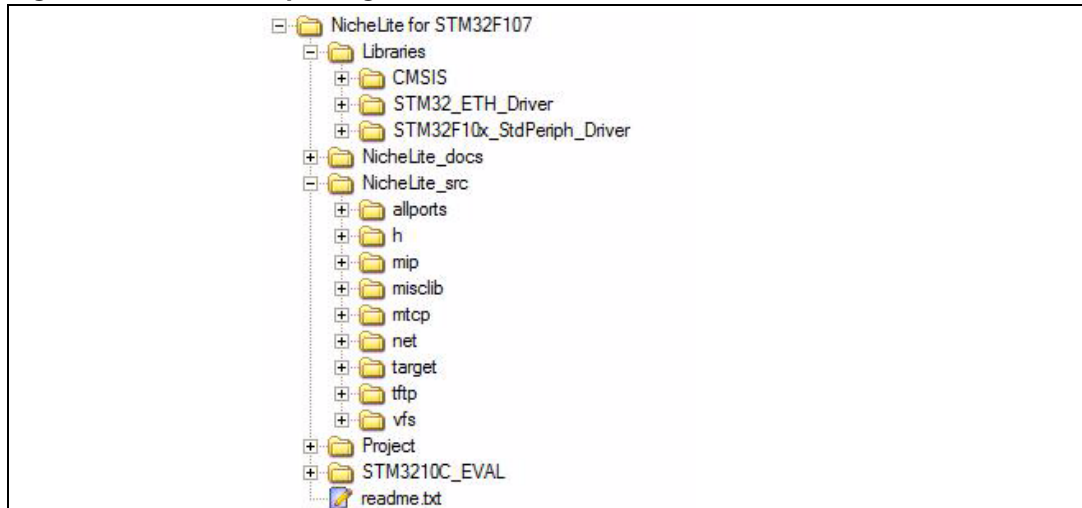 NicheLite for STM32F107
Libraries
CMSIS
STM32_ETH_Driver
STM32F10x_StdPeriph_Driver
NicheLite_docs
NicheLite_src
allports
h
mip
misclib
mtcp
net
target
tftp
vfs
Project
STM3210C_EVAL
readme.txt